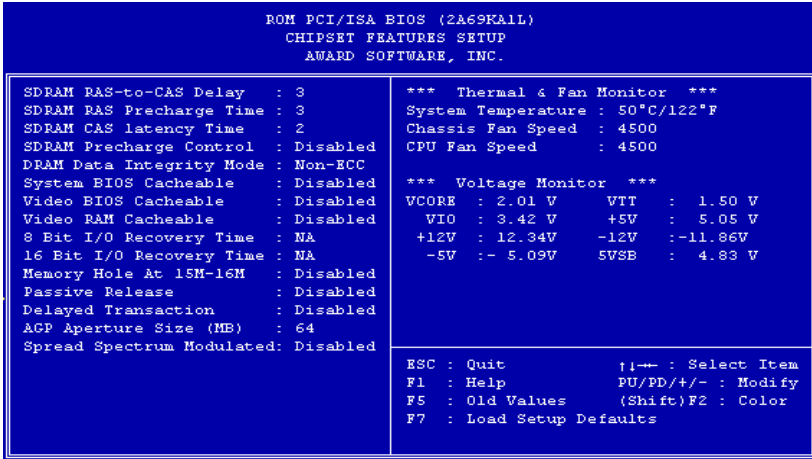 ROM PCI/ISA BIOS (2A69KA1L)
CHIPSET FEATURES SETUP
AWARD SOFTWARE, INC.
SDRAM RAS-to-CAS Delay : 3
SDRAM RAS Precharge Time : 3
SDRAM CAS latency Time : 2
SDRAM Precharge Control : Disabled
DRAM Data Integrity Mode : Non-ECC
System BIOS Cacheable : Disabled
Video BIOS Cacheable : Disabled
Video RAM Cacheable : Disabled
8 Bit I/O Recovery Time : NA
16 Bit I/O Recovery Time : NA
Memory Hole At 15M-16M : Disabled
Passive Release : Disabled
Delayed Transaction : Disabled
AGP Aperture Size (MB) : 64
Spread Spectrum Modulated: Disabled
*** Thermal & Fan Monitor ***
System Temperature : 50°C/122°F
Chassis Fan Speed : 4500
CPU Fan Speed : 4500
*** Voltage Monitor ***
VCORE : 2.01 V VTT : 1.50 V
VIO : 3.42 V +5V : 5.05 V
+12V : 12.34V -12V :-11.86V
-5V :- 5.09V 5VSB : 4.83 V
ESC : Quit ↑↓→← : Select Item
F1 : Help PU/PD/+/- : Modify
F5 : Old Values (Shift)F2 : Color
F7 : Load Setup Defaults